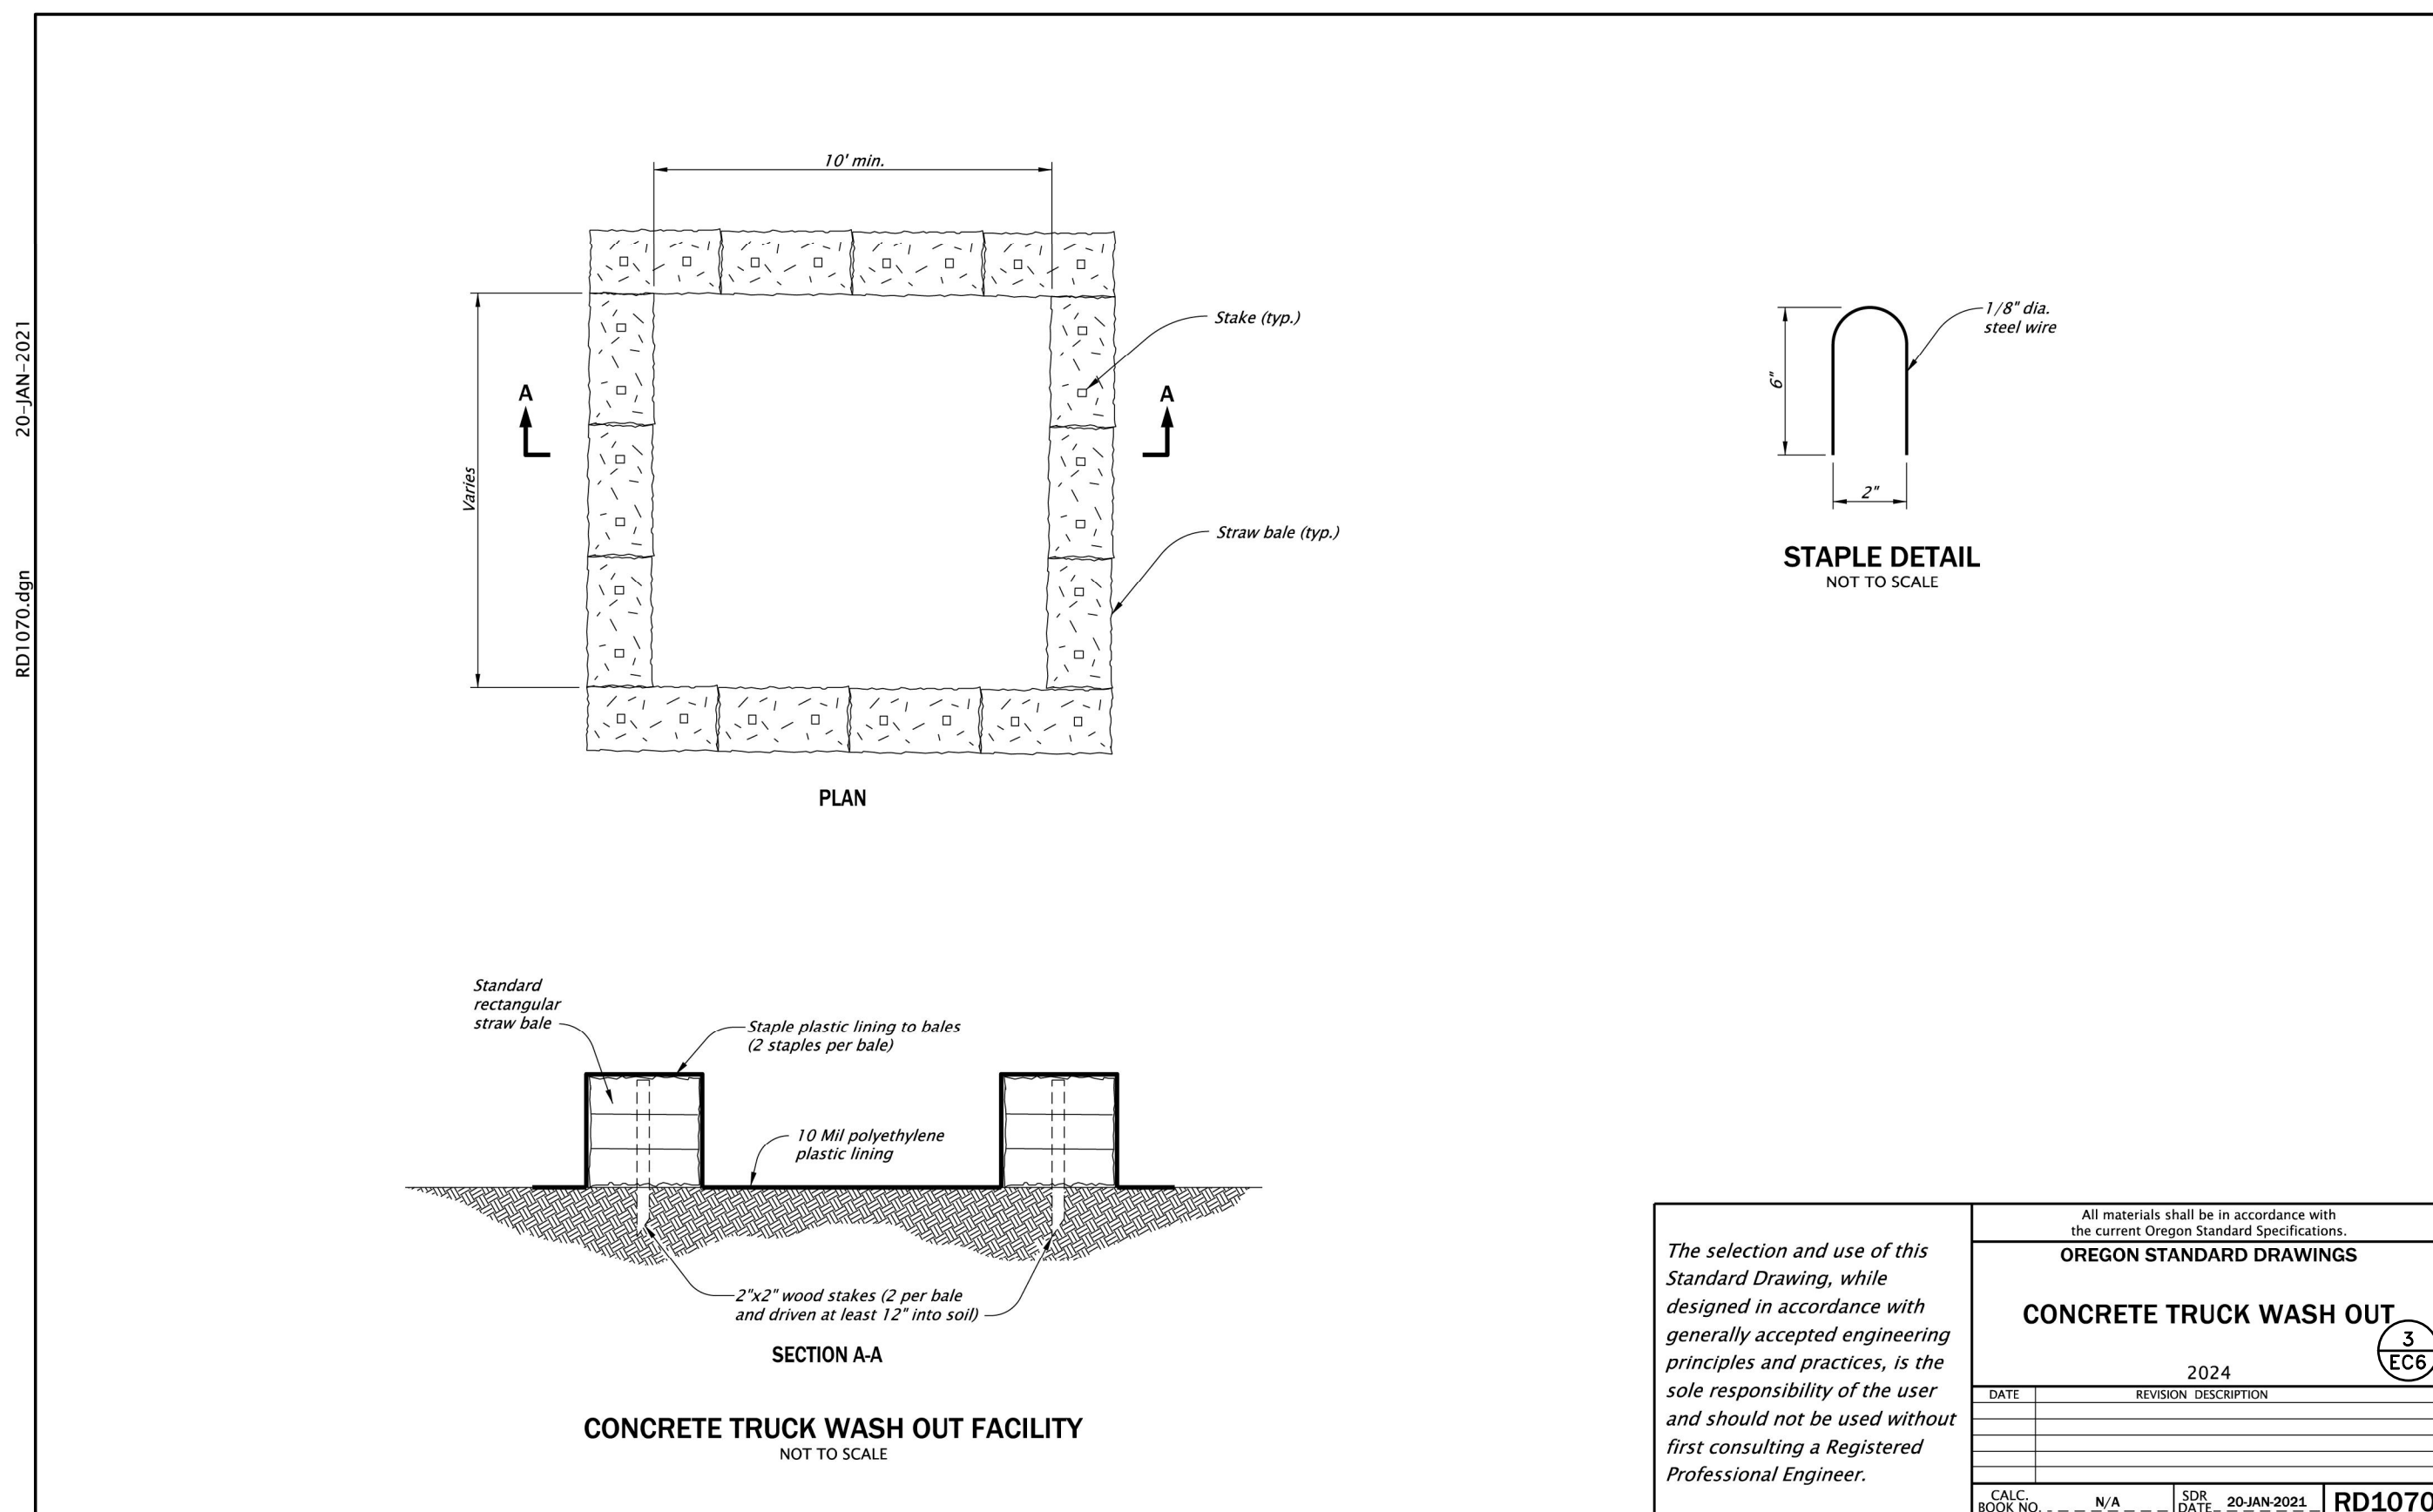 20-JAN-2021
RD1070.dgn
10' min.
Varies
A
A
Stake (typ.)
Straw bale (typ.)
PLAN
1/8" dia.
steel wire
6"
2"
STAPLE DETAIL
NOT TO SCALE
Standard
rectangular
straw bale
Staple plastic lining to bales
(2 staples per bale)
10 Mil polyethylene
plastic lining
2"x2" wood stakes (2 per bale
and driven at least 12" into soil)
SECTION A-A
CONCRETE TRUCK WASH OUT FACILITY
NOT TO SCALE
The selection and use of this
Standard Drawing, while
designed in accordance with
generally accepted engineering
principles and practices, is the
sole responsibility of the user
and should not be used without
first consulting a Registered
Professional Engineer.
All materials shall be in accordance with
the current Oregon Standard Specifications.
OREGON STANDARD DRAWINGS
CONCRETE TRUCK WASH OUT
3
EC6
2024
DATE REVISION DESCRIPTION
CALC.
BOOK NO. N/A
SDR
DATE 20-JAN-2021
RD1070